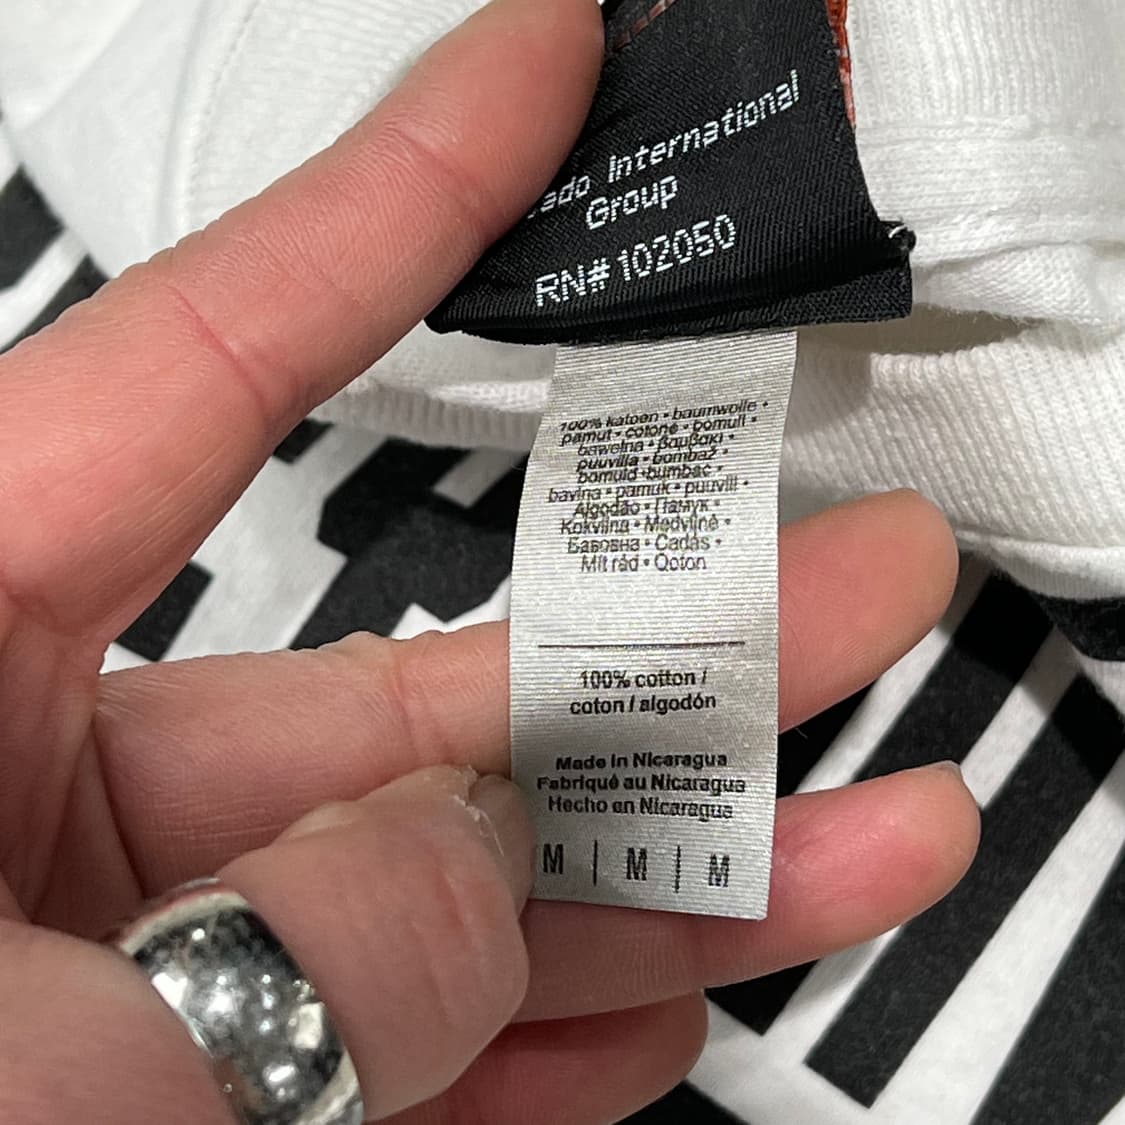 International
Group
RN# 102050
100% katoen • baumwolle •
pamut • cotone • bomull •
bawełna • βαμβάκι •
puuvilla • bombaž •
bomuld • bumbac •
bavlna • pamuk • puuvill •
Algodão • Памук •
Kokvilna • Medvilnė •
Бавовна • Cadás •
Mit rád • Qoton
100% cotton /
coton / algodón
Made in Nicaragua
Fabriqué au Nicaragua
Hecho en Nicaragua
M | M | M